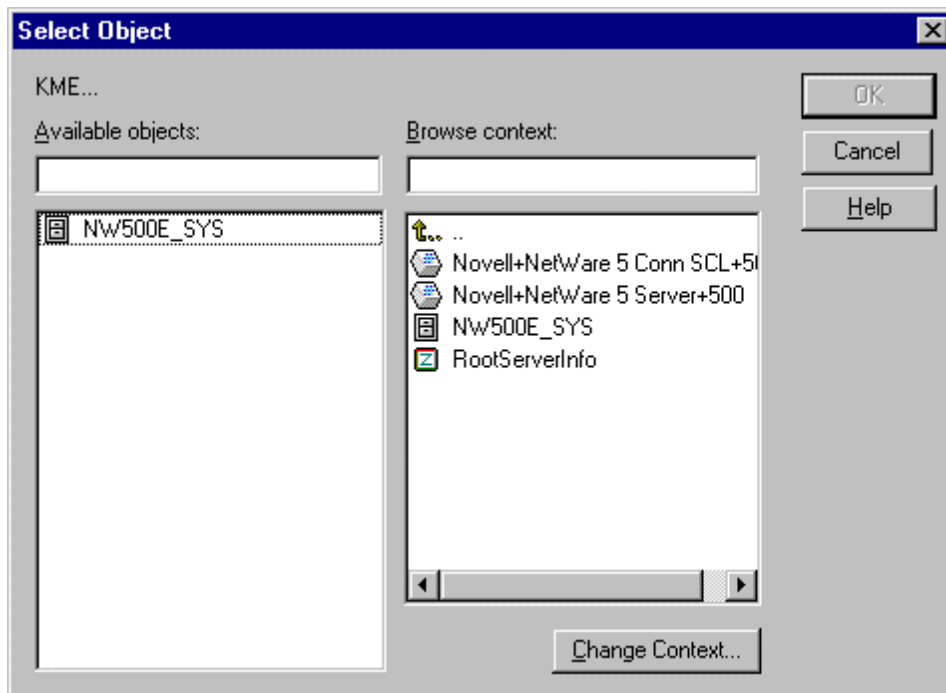 Select Object
KME...
Available objects:
NW500E_SYS
Browse context:
..
Novell+NetWare 5 Conn SCL+5
Novell+NetWare 5 Server+500
NW500E_SYS
RootServerInfo
Change Context...
OK
Cancel
Help